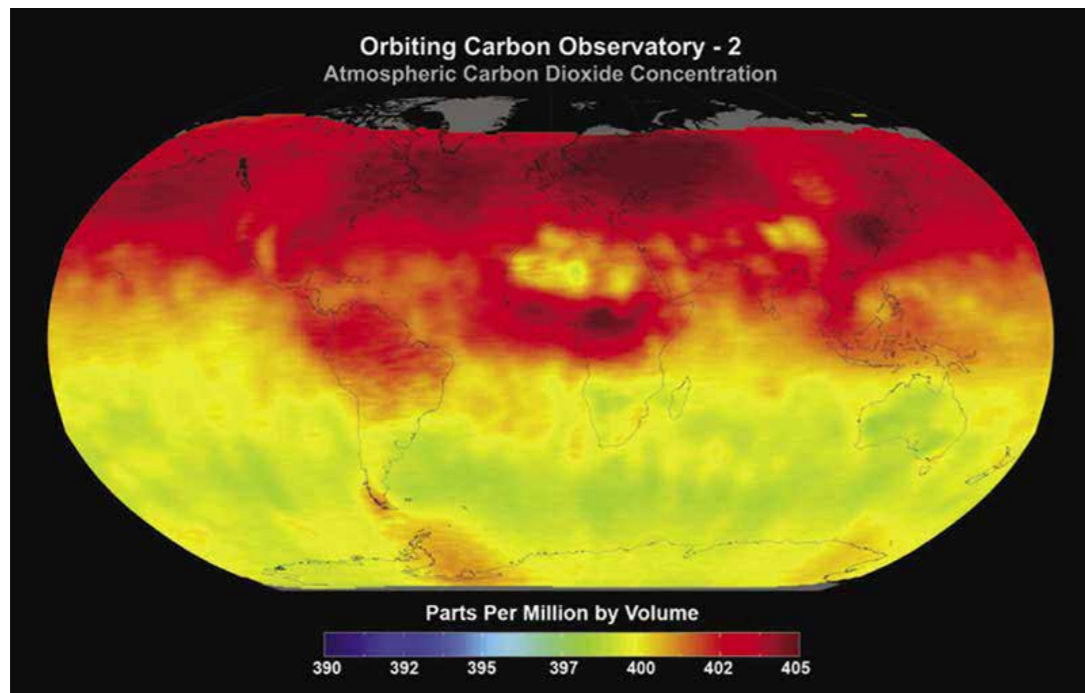 Orbiting Carbon Observatory - 2
Atmospheric Carbon Dioxide Concentration
Parts Per Million by Volume
390 392 395 397 400 402 405